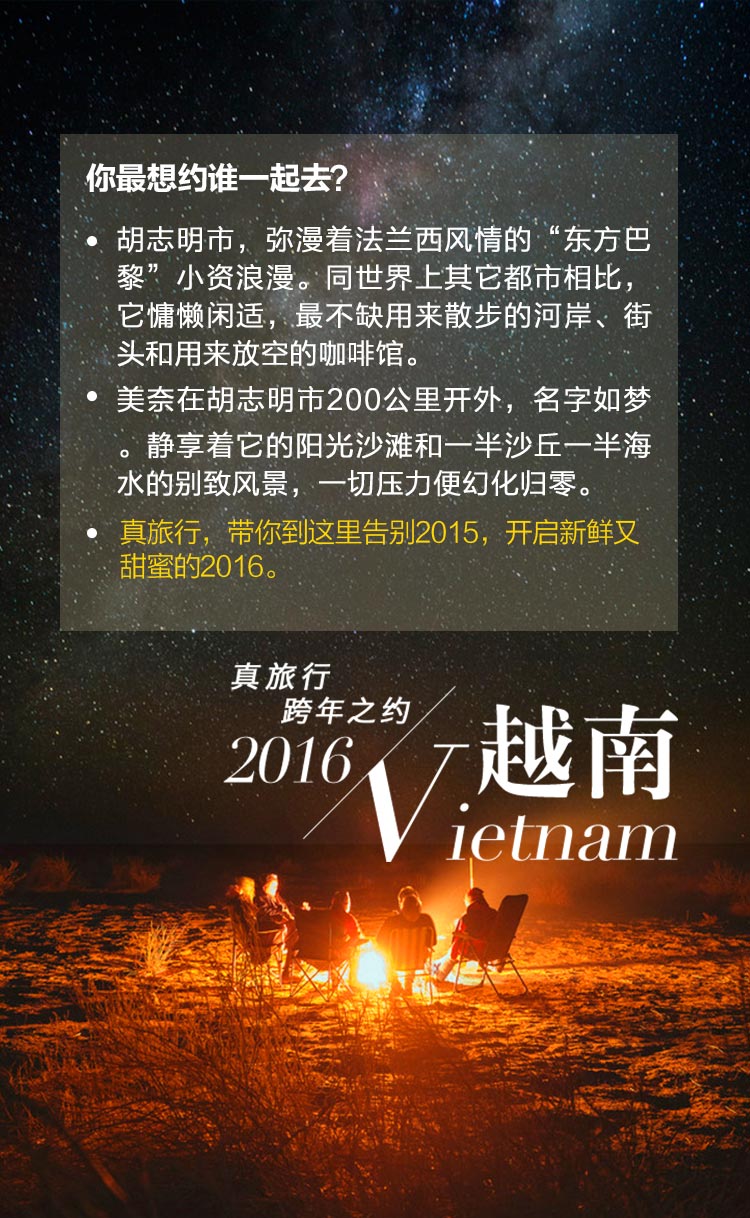 你最想约谁一起去？
• 胡志明市，弥漫着法兰西风情的“东方巴
黎”小资浪漫。同世界上其它都市相比，
它慵懒闲适，最不缺用来散步的河岸、街
头和用来放空的咖啡馆。
• 美奈在胡志明市200公里开外，名字如梦
。静享着它的阳光沙滩和一半沙丘一半海
水的别致风景，一切压力便幻化归零。
• 真旅行，带你到这里告别2015，开启新鲜又
甜蜜的2016。
真旅行
跨年之约
2016
越南
Vietnam